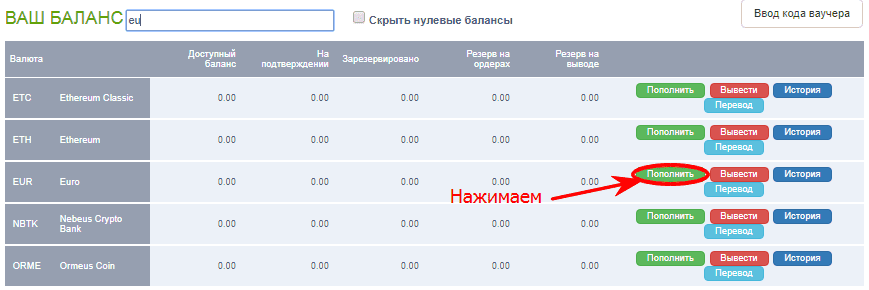 ВАШ БАЛАНС eu Скрыть нулевые балансы Ввод кода ваучера
Валюта Доступный баланс На подтверждении Зарезервировано Резерв на ордерах Резерв на выводе
ETC Ethereum Classic 0.00 0.00 0.00 0.00 0.00 Пополнить Вывести История
Перевод
ETH Ethereum 0.00 0.00 0.00 0.00 0.00 Пополнить Вывести История
Перевод
EUR Euro 0.00 0.00 0.00 0.00 0.00 Пополнить Вывести История
Перевод
Нажимаем
NBTK Nebeus Crypto Bank 0.00 0.00 0.00 0.00 0.00 Пополнить Вывести История
Перевод
ORME Ormeus Coin 0.00 0.00 0.00 0.00 0.00 Пополнить Вывести История
Перевод